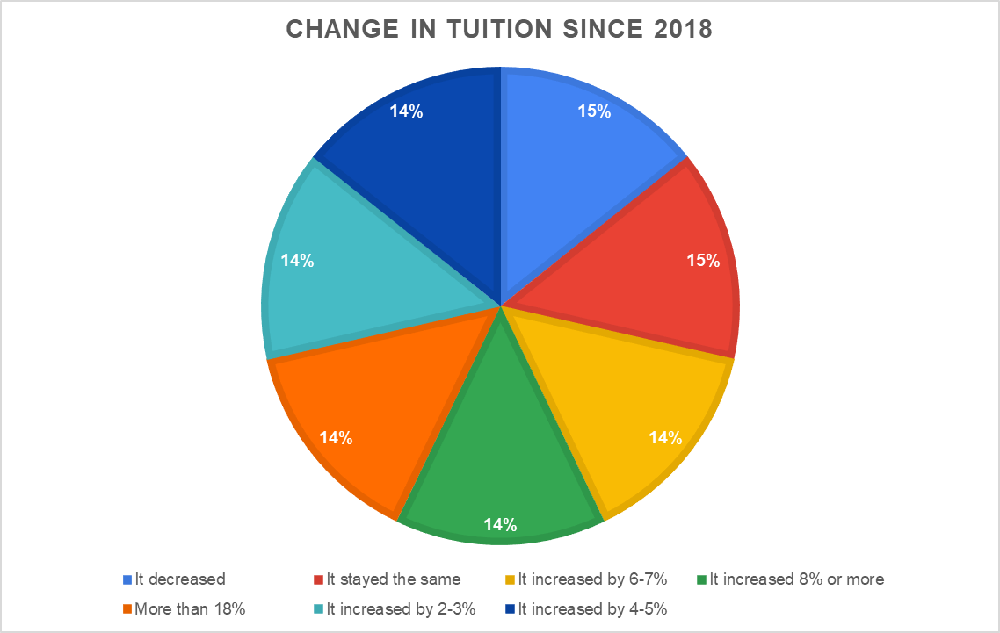 CHANGE IN TUITION SINCE 2018
14%
15%
14%
15%
14%
14%
14%
It decreased
It stayed the same
It increased by 6-7%
It increased 8% or more
More than 18%
It increased by 2-3%
It increased by 4-5%